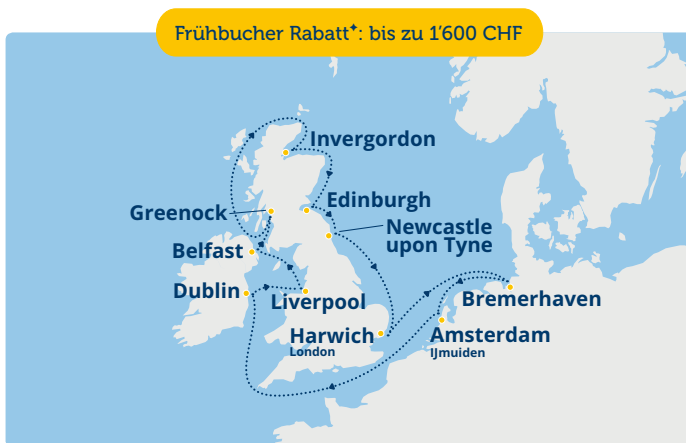 Frühbucher Rabatt✦: bis zu 1’600 CHF
Invergordon
Edinburgh
Greenock
Newcastle
upon Tyne
Belfast
Dublin
Liverpool
Bremerhaven
Harwich
London
Amsterdam
IJmuiden